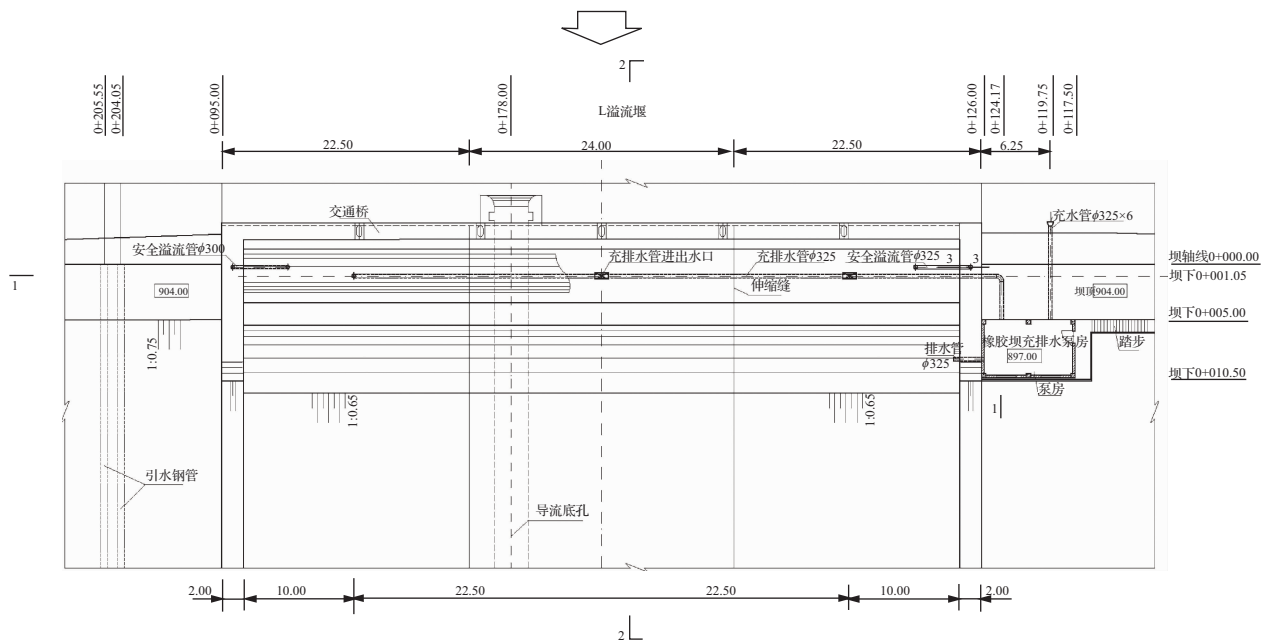 2
0+205.55
0+204.05
0+095.00
0+178.00
0+126.00
0+124.17
0+119.75
0+117.50
L溢流堰
22.50
24.00
22.50
6.25
交通桥
充水管ϕ325×6
安全溢流管ϕ300
充排水管进出水口
充排水管ϕ325
安全溢流管ϕ325
3
3
坝轴线0+000.00
1
坝下0+001.05
伸缩缝
904.00
坝顶904.00
坝下0+005.00
1:0.75
排水管
ϕ325
橡胶坝充排水泵房
897.00
踏步
坝下0+010.50
泵房
1:0.65
1:0.65
1
引水钢管
导流底孔
2.00
10.00
22.50
22.50
10.00
2.00
2